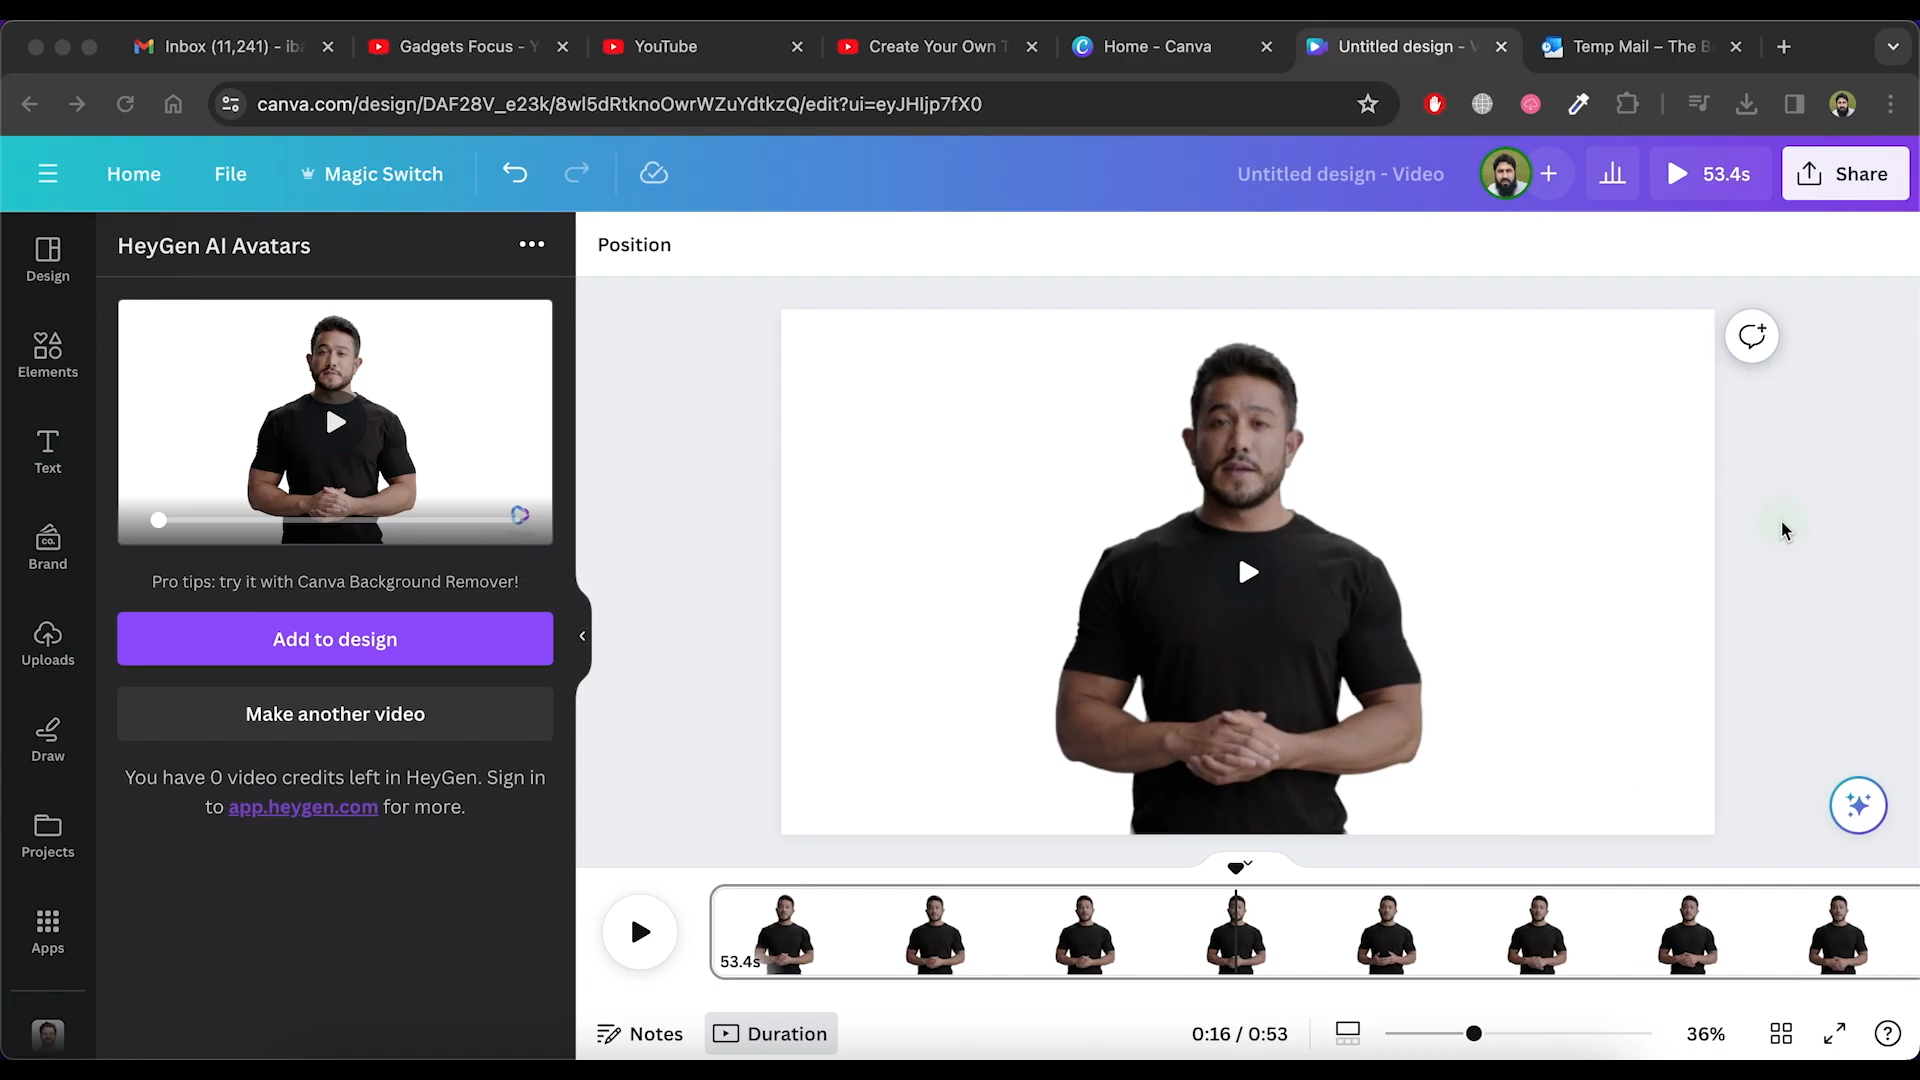 Inbox (11,241) - iba
Gadgets Focus - Y
YouTube
Create Your Own T
Home - Canva
Untitled design - V
Temp Mail – The B
canva.com/design/DAF28V_e23k/8wl5dRtknoOwrWZuYdtkzQ/edit?ui=eyJHIjp7fX0
Home
File
Magic Switch
Untitled design - Video
53.4s
Share
Design
Elements
Text
CO.
Brand
Uploads
Draw
Projects
Apps
HeyGen AI Avatars
Pro tips: try it with Canva Background Remover!
Add to design
Make another video
You have 0 video credits left in HeyGen. Sign in
to app.heygen.com for more.
Position
53.4s
Notes
Duration
0:16 / 0:53
36%